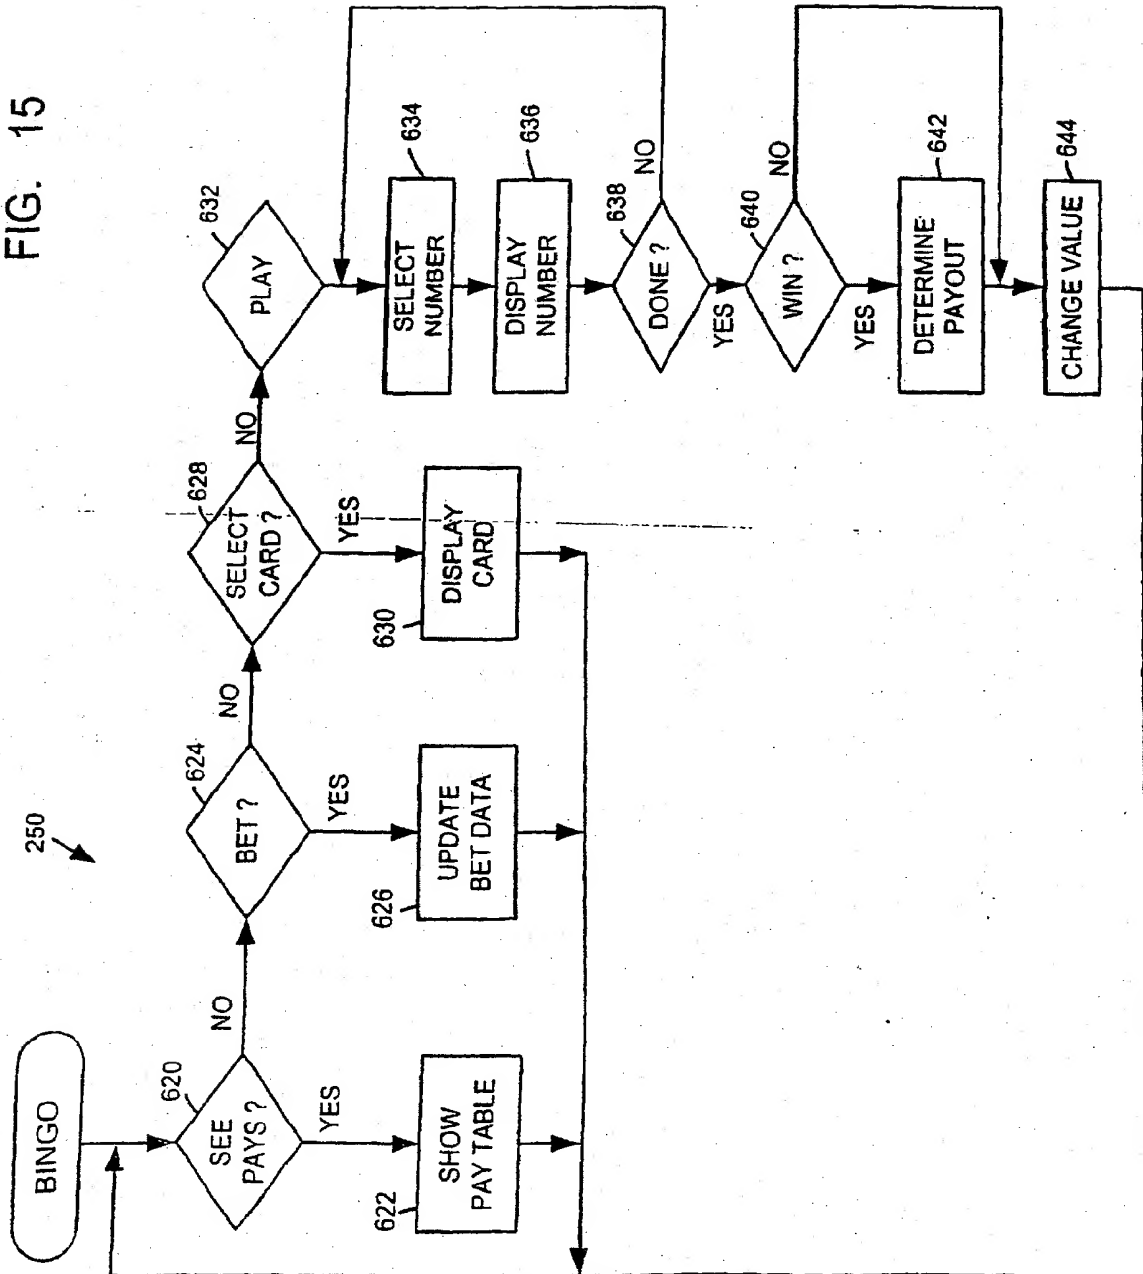 FIG. 15
250
BINGO
620
SEE
PAYS ?
NO
YES
622
SHOW
PAY TABLE
624
BET ?
NO
YES
626
UPDATE
BET DATA
628
SELECT
CARD ?
NO
YES
630
DISPLAY
CARD
632
PLAY
634
SELECT
NUMBER
636
DISPLAY
NUMBER
638
DONE ?
NO
YES
640
WIN ?
NO
YES
642
DETERMINE
PAYOUT
644
CHANGE VALUE